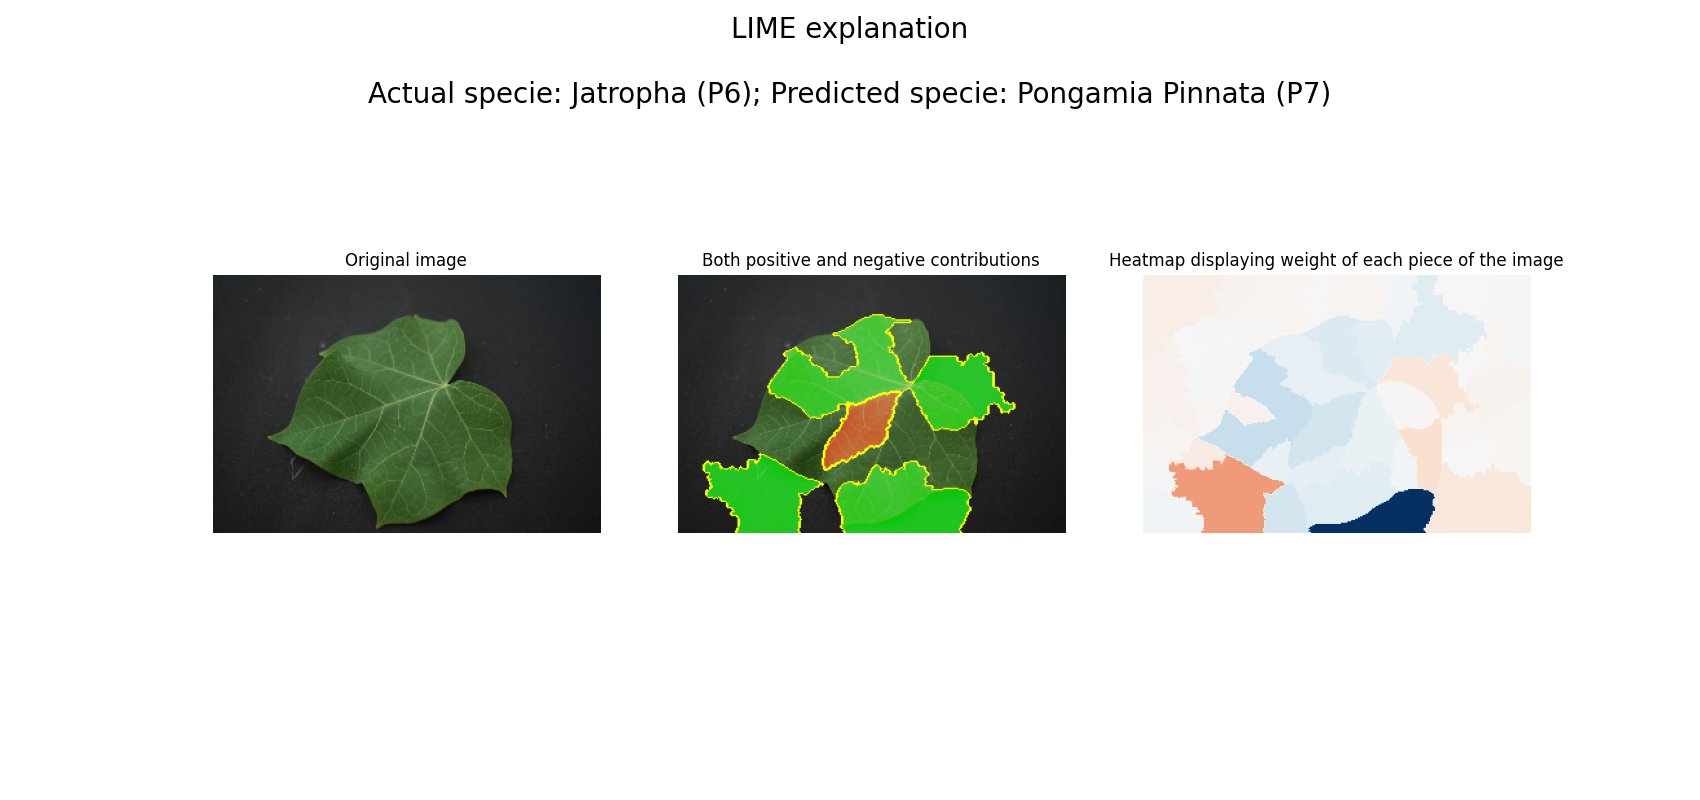 LIME explanation
Actual specie: Jatropha (P6); Predicted specie: Pongamia Pinnata (P7)
Original image
Both positive and negative contributions
Heatmap displaying weight of each piece of the image